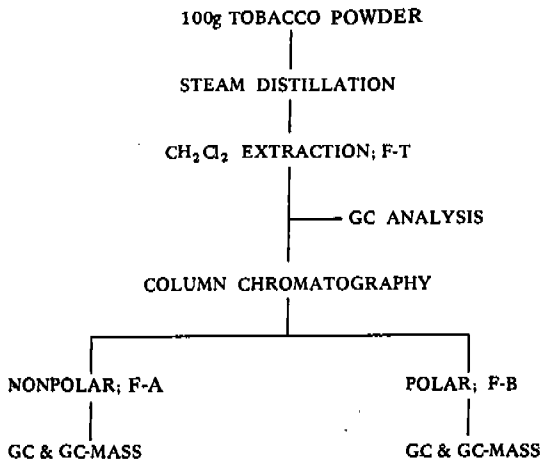 100g TOBACCO POWDER
STEAM DISTILLATION
CH₂Cl₂ EXTRACTION; F-T
GC ANALYSIS
COLUMN CHROMATOGRAPHY
NONPOLAR; F-A
POLAR; F-B
GC & GC-MASS
GC & GC-MASS